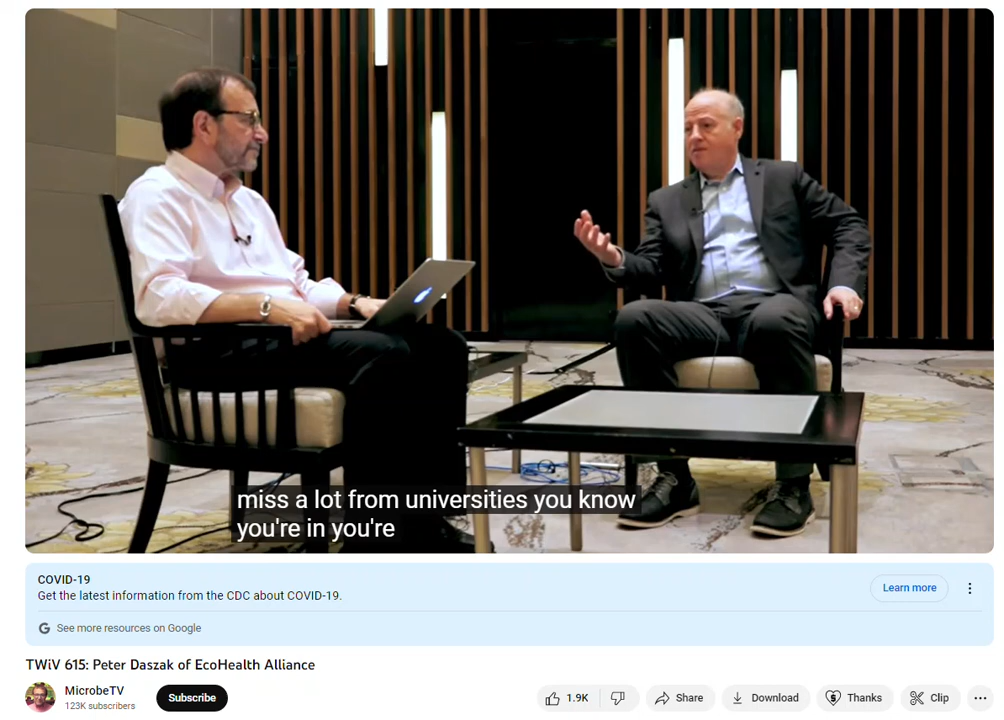 miss a lot from universities you know
you're in you're
COVID-19
Get the latest information from the CDC about COVID-19.
Learn more
See more resources on Google
TWiV 615: Peter Daszak of EcoHealth Alliance
MicrobeTV
123K subscribers
Subscribe
1.9K
Share
Download
Thanks
Clip